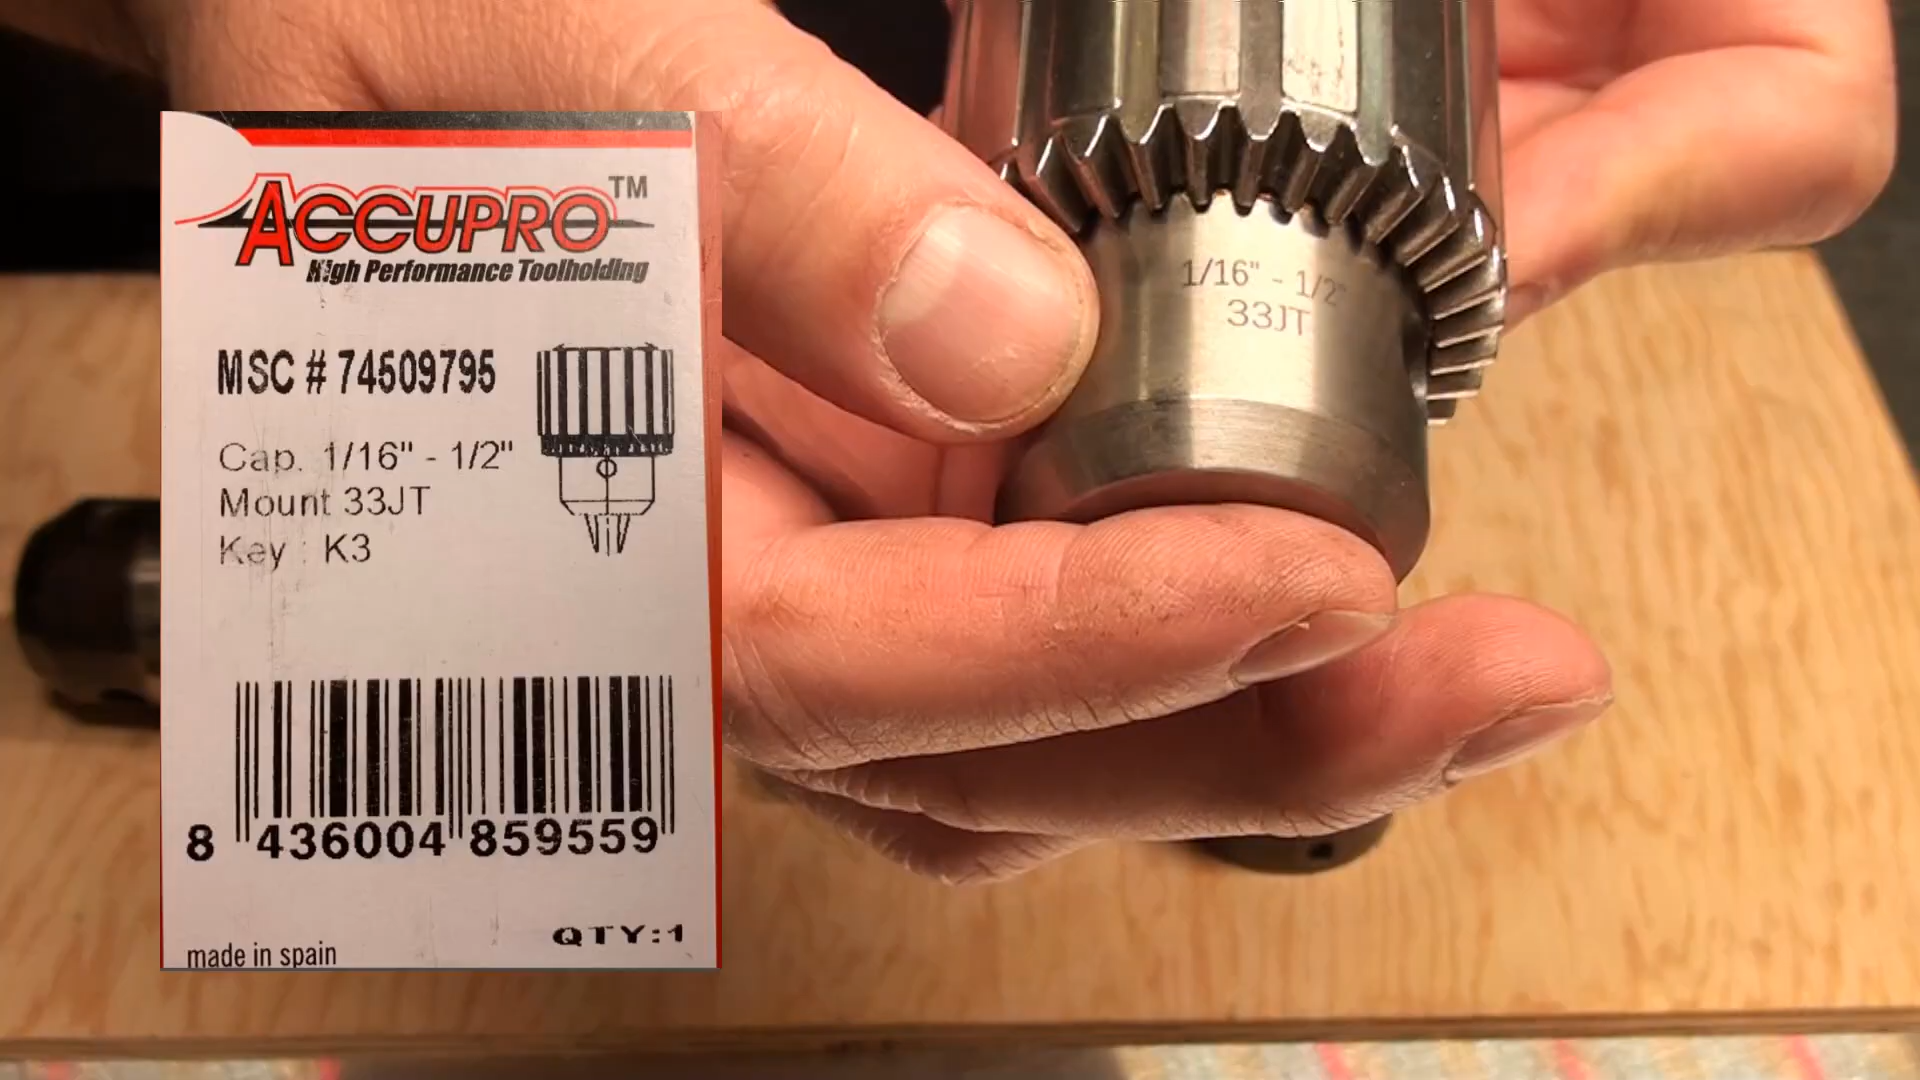 ACCUPRO™
High Performance Toolholding
MSC # 74509795
Cap. 1/16" - 1/2"
Mount 33JT
Key : K3
8 436004 859559
QTY:1
made in spain
1/16" - 1/2"
33JT